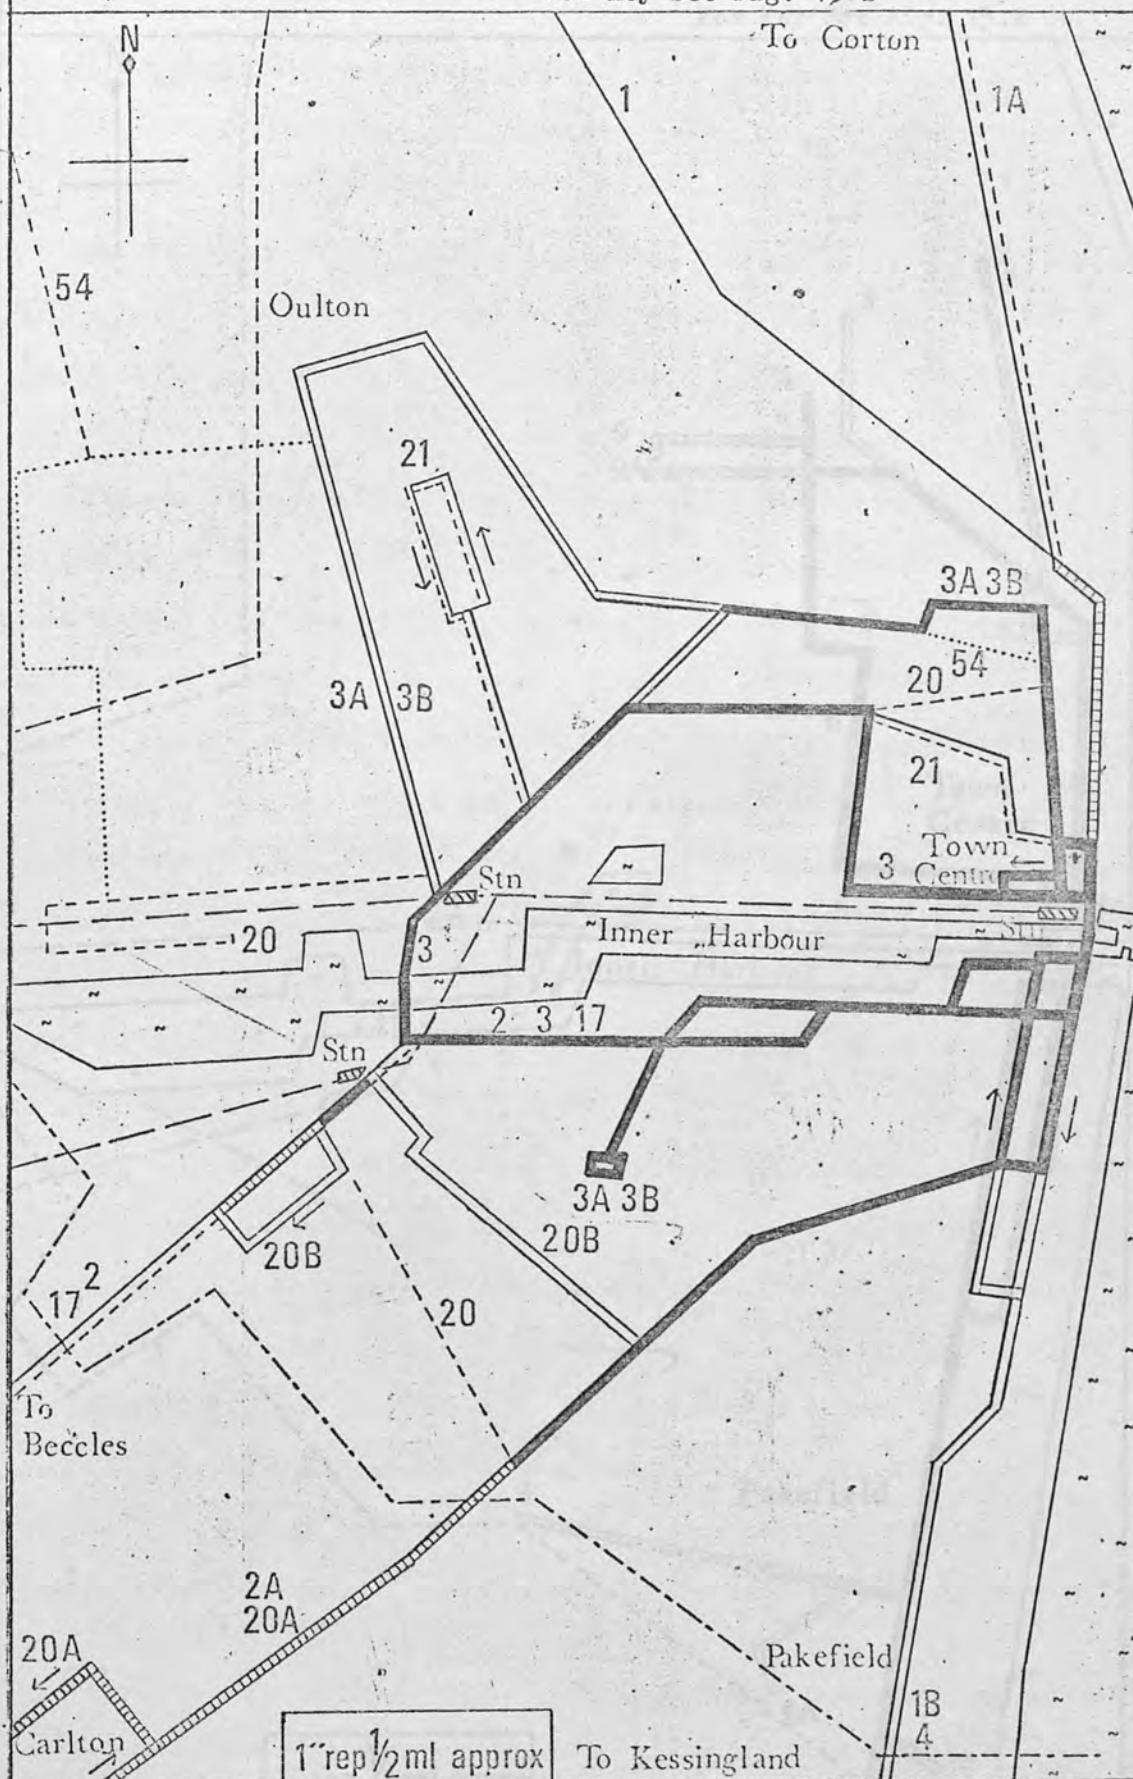 N
To Corton
1
1A
54
Oulton
21
3A 3B
3A 3B
54
20
21
Town
Centre
3
Stn
Stn
20
3
Inner Harbour
2 3 17
Stn
3A 3B
20B
20B
2
17
20
To
Beccles
2A
20A
20A
Pakefield
1B
4
Carlton
1" rep ½ml approx
To Kessingland